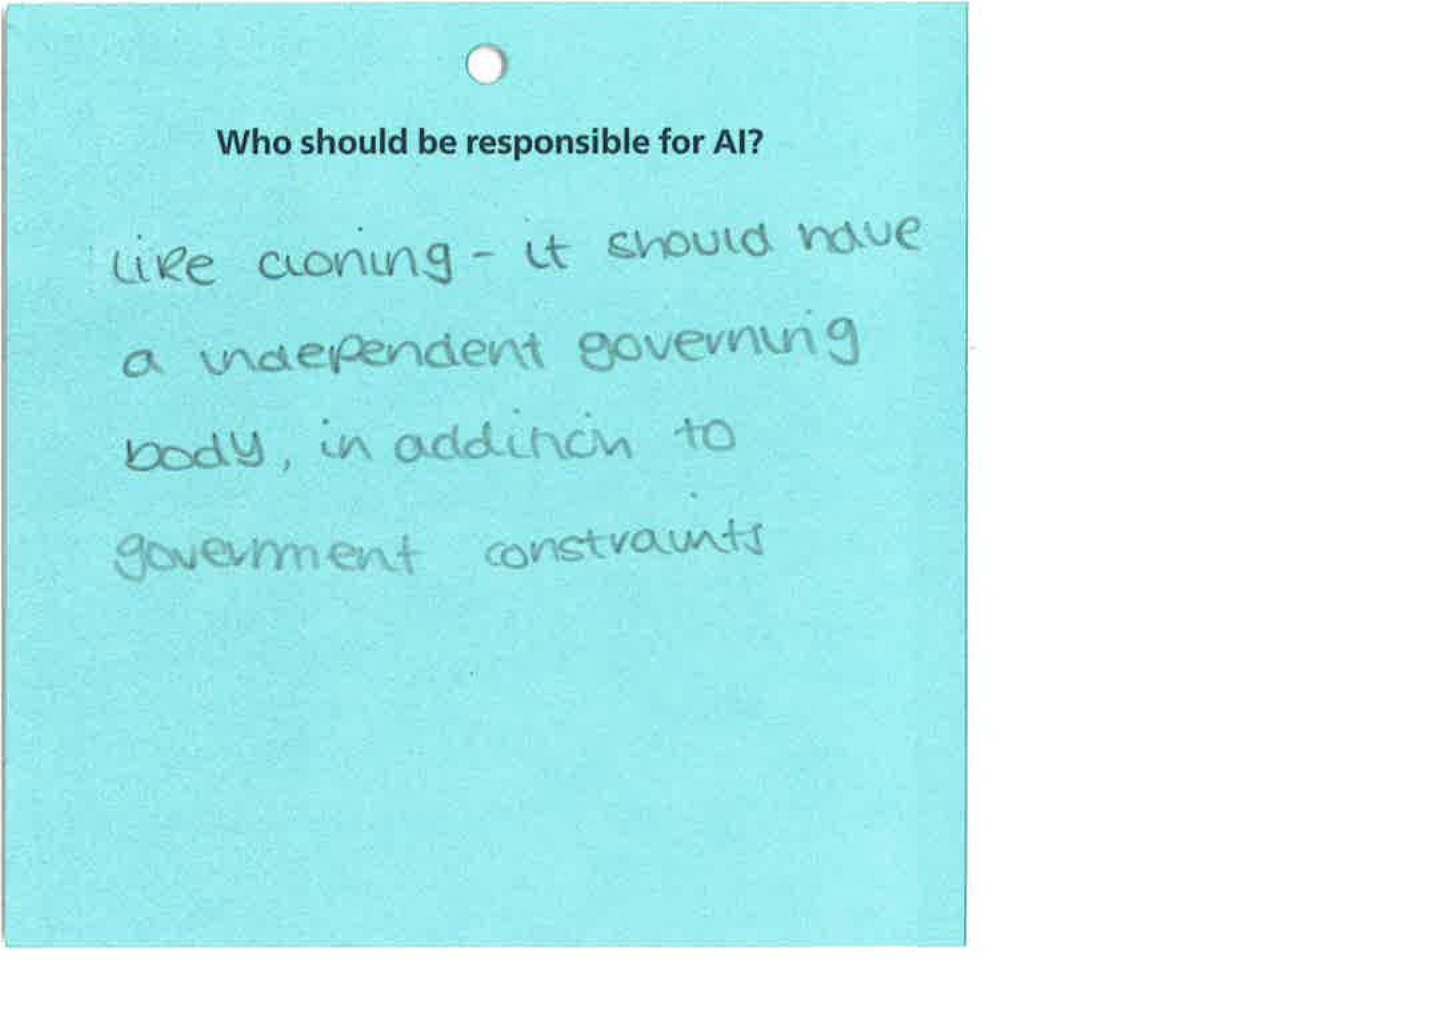 Who should be responsible for AI?
like cloning - it should have
a independent governing
body, in addition to
government constraints